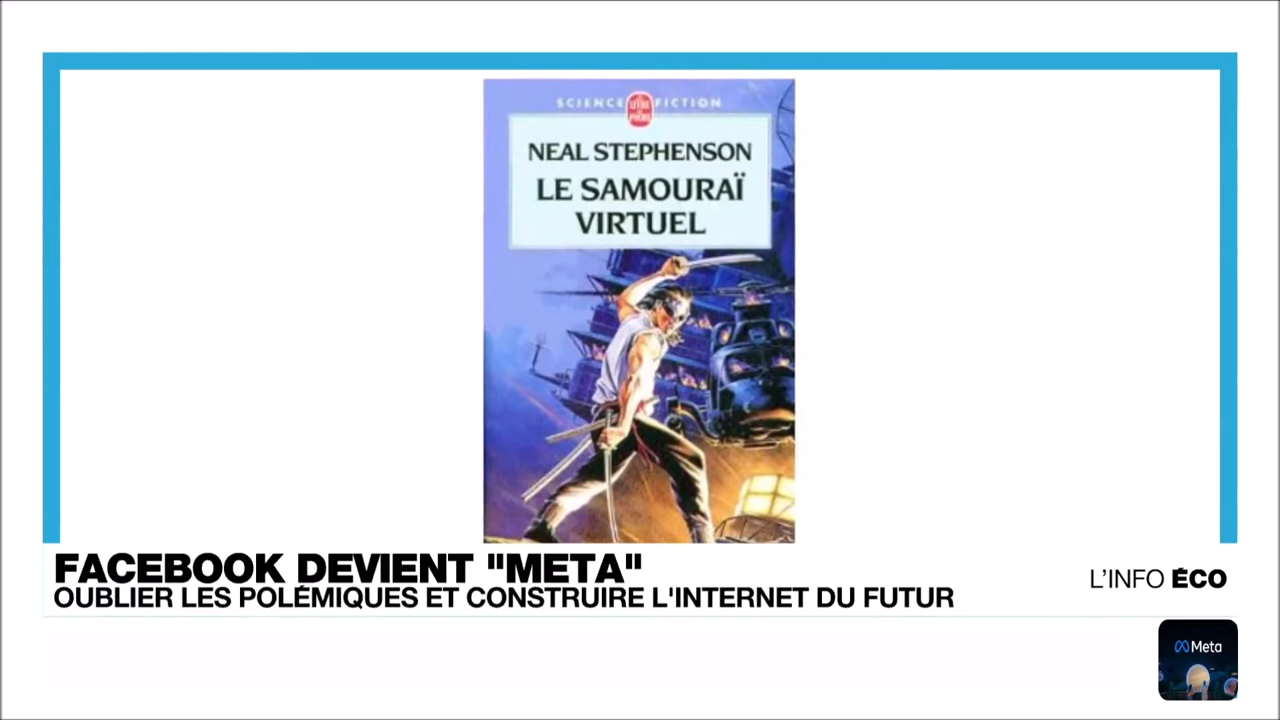 SCIENCE FICTION
LE LIVRE DE POCHE
NEAL STEPHENSON
LE SAMOURAÏ
VIRTUEL
FACEBOOK DEVIENT "META"
OUBLIER LES POLÉMIQUES ET CONSTRUIRE L'INTERNET DU FUTUR
L'INFO ÉCO
Meta